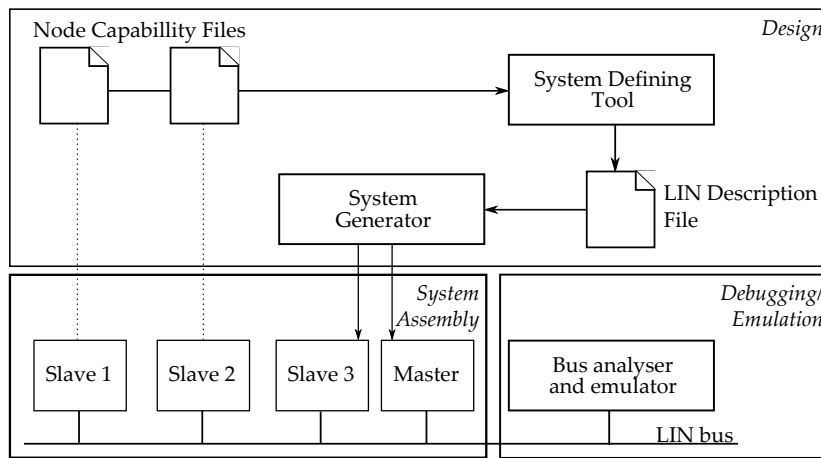 Node Capabillity Files
Design
System Defining
Tool
LIN Description
File
System
Generator
System
Assembly
Debugging/
Emulation
Slave 1
Slave 2
Slave 3
Master
Bus analyser
and emulator
LIN bus